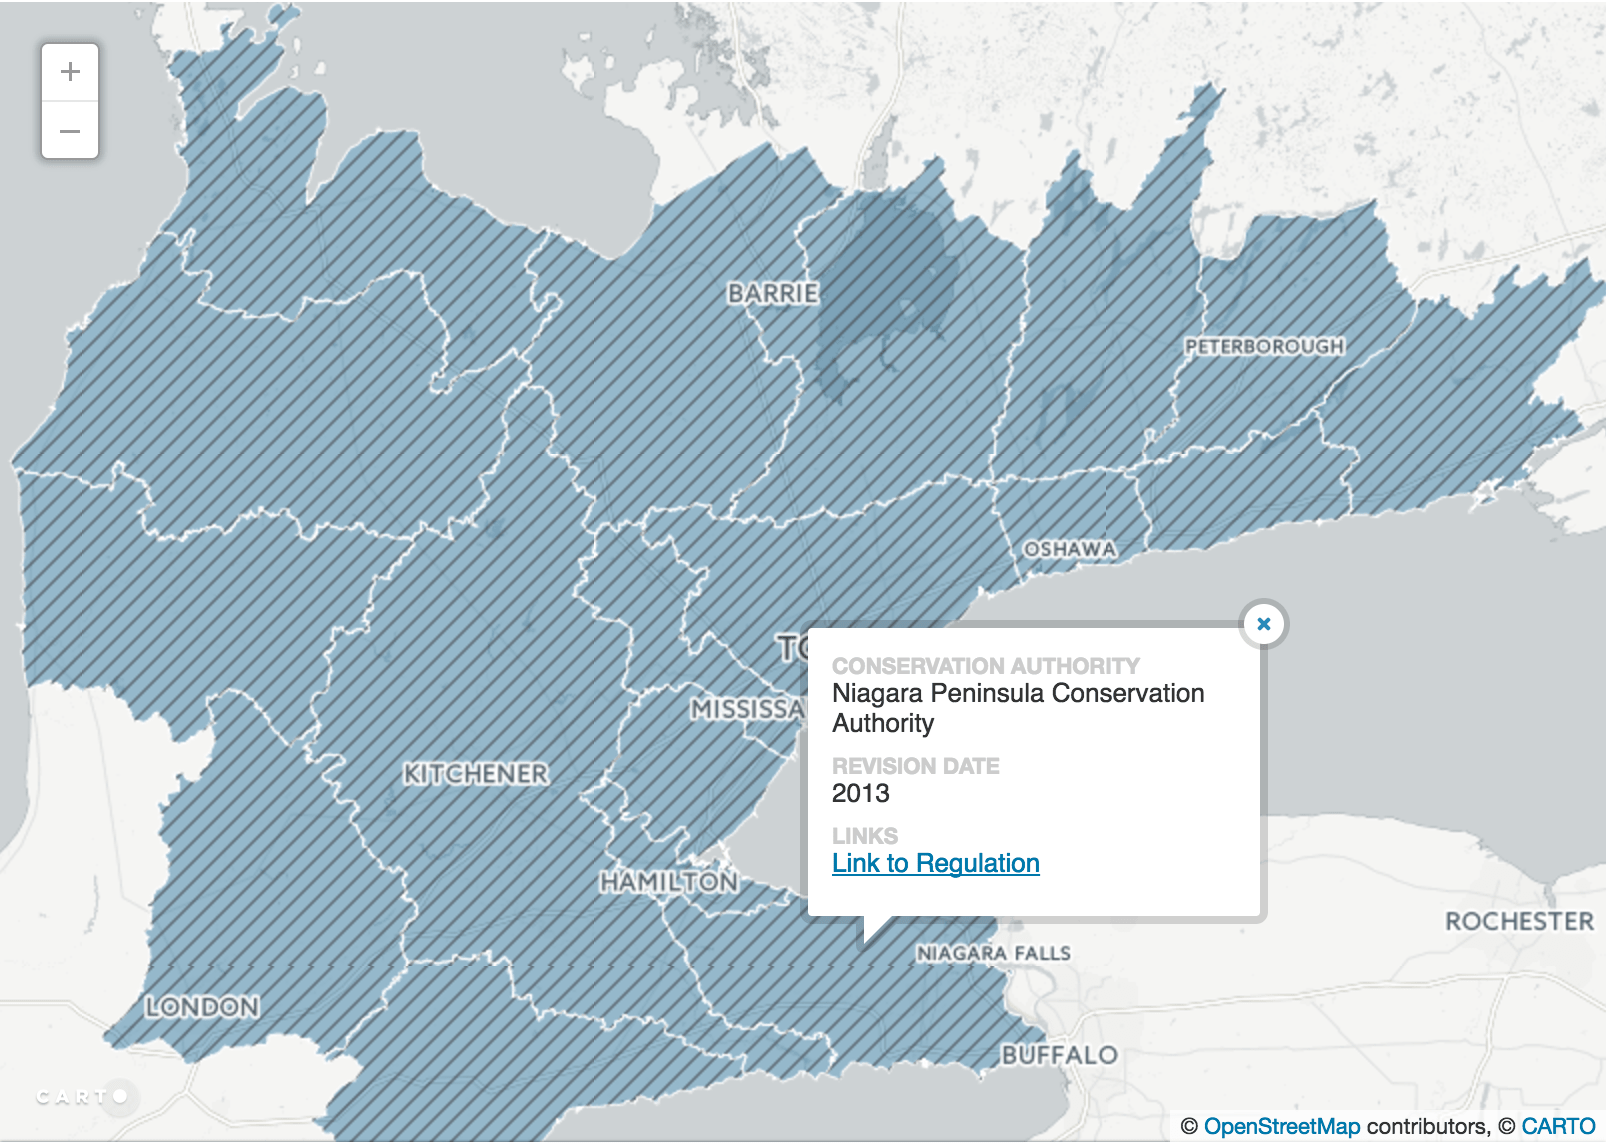 +
−
BARRIE
PETERBOROUGH
OSHAWA
TO
MISSISSA
CONSERVATION AUTHORITY
Niagara Peninsula Conservation
Authority
REVISION DATE
2013
LINKS
Link to Regulation
KITCHENER
HAMILTON
NIAGARA FALLS
ROCHESTER
LONDON
BUFFALO
CARTO
© OpenStreetMap contributors, © CARTO